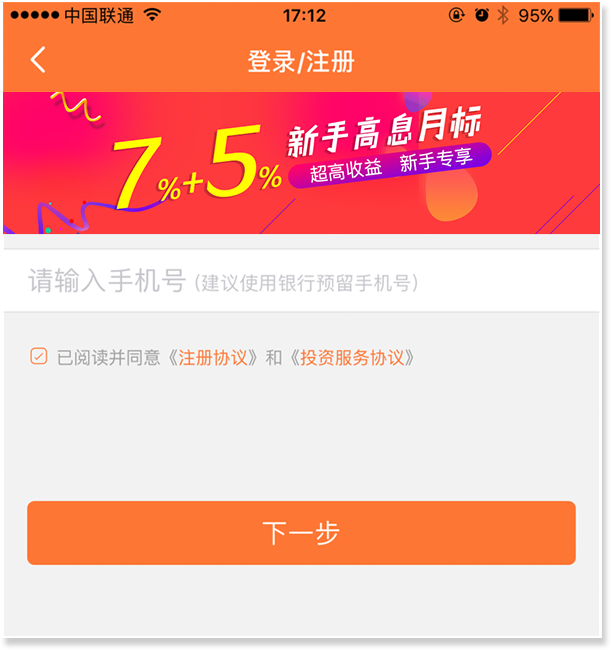 中国联通 17:12 95%
登录/注册
7%+5% 新手高息月标
超高收益 新手专享
请输入手机号 (建议使用银行预留手机号)
已阅读并同意《注册协议》和《投资服务协议》
下一步